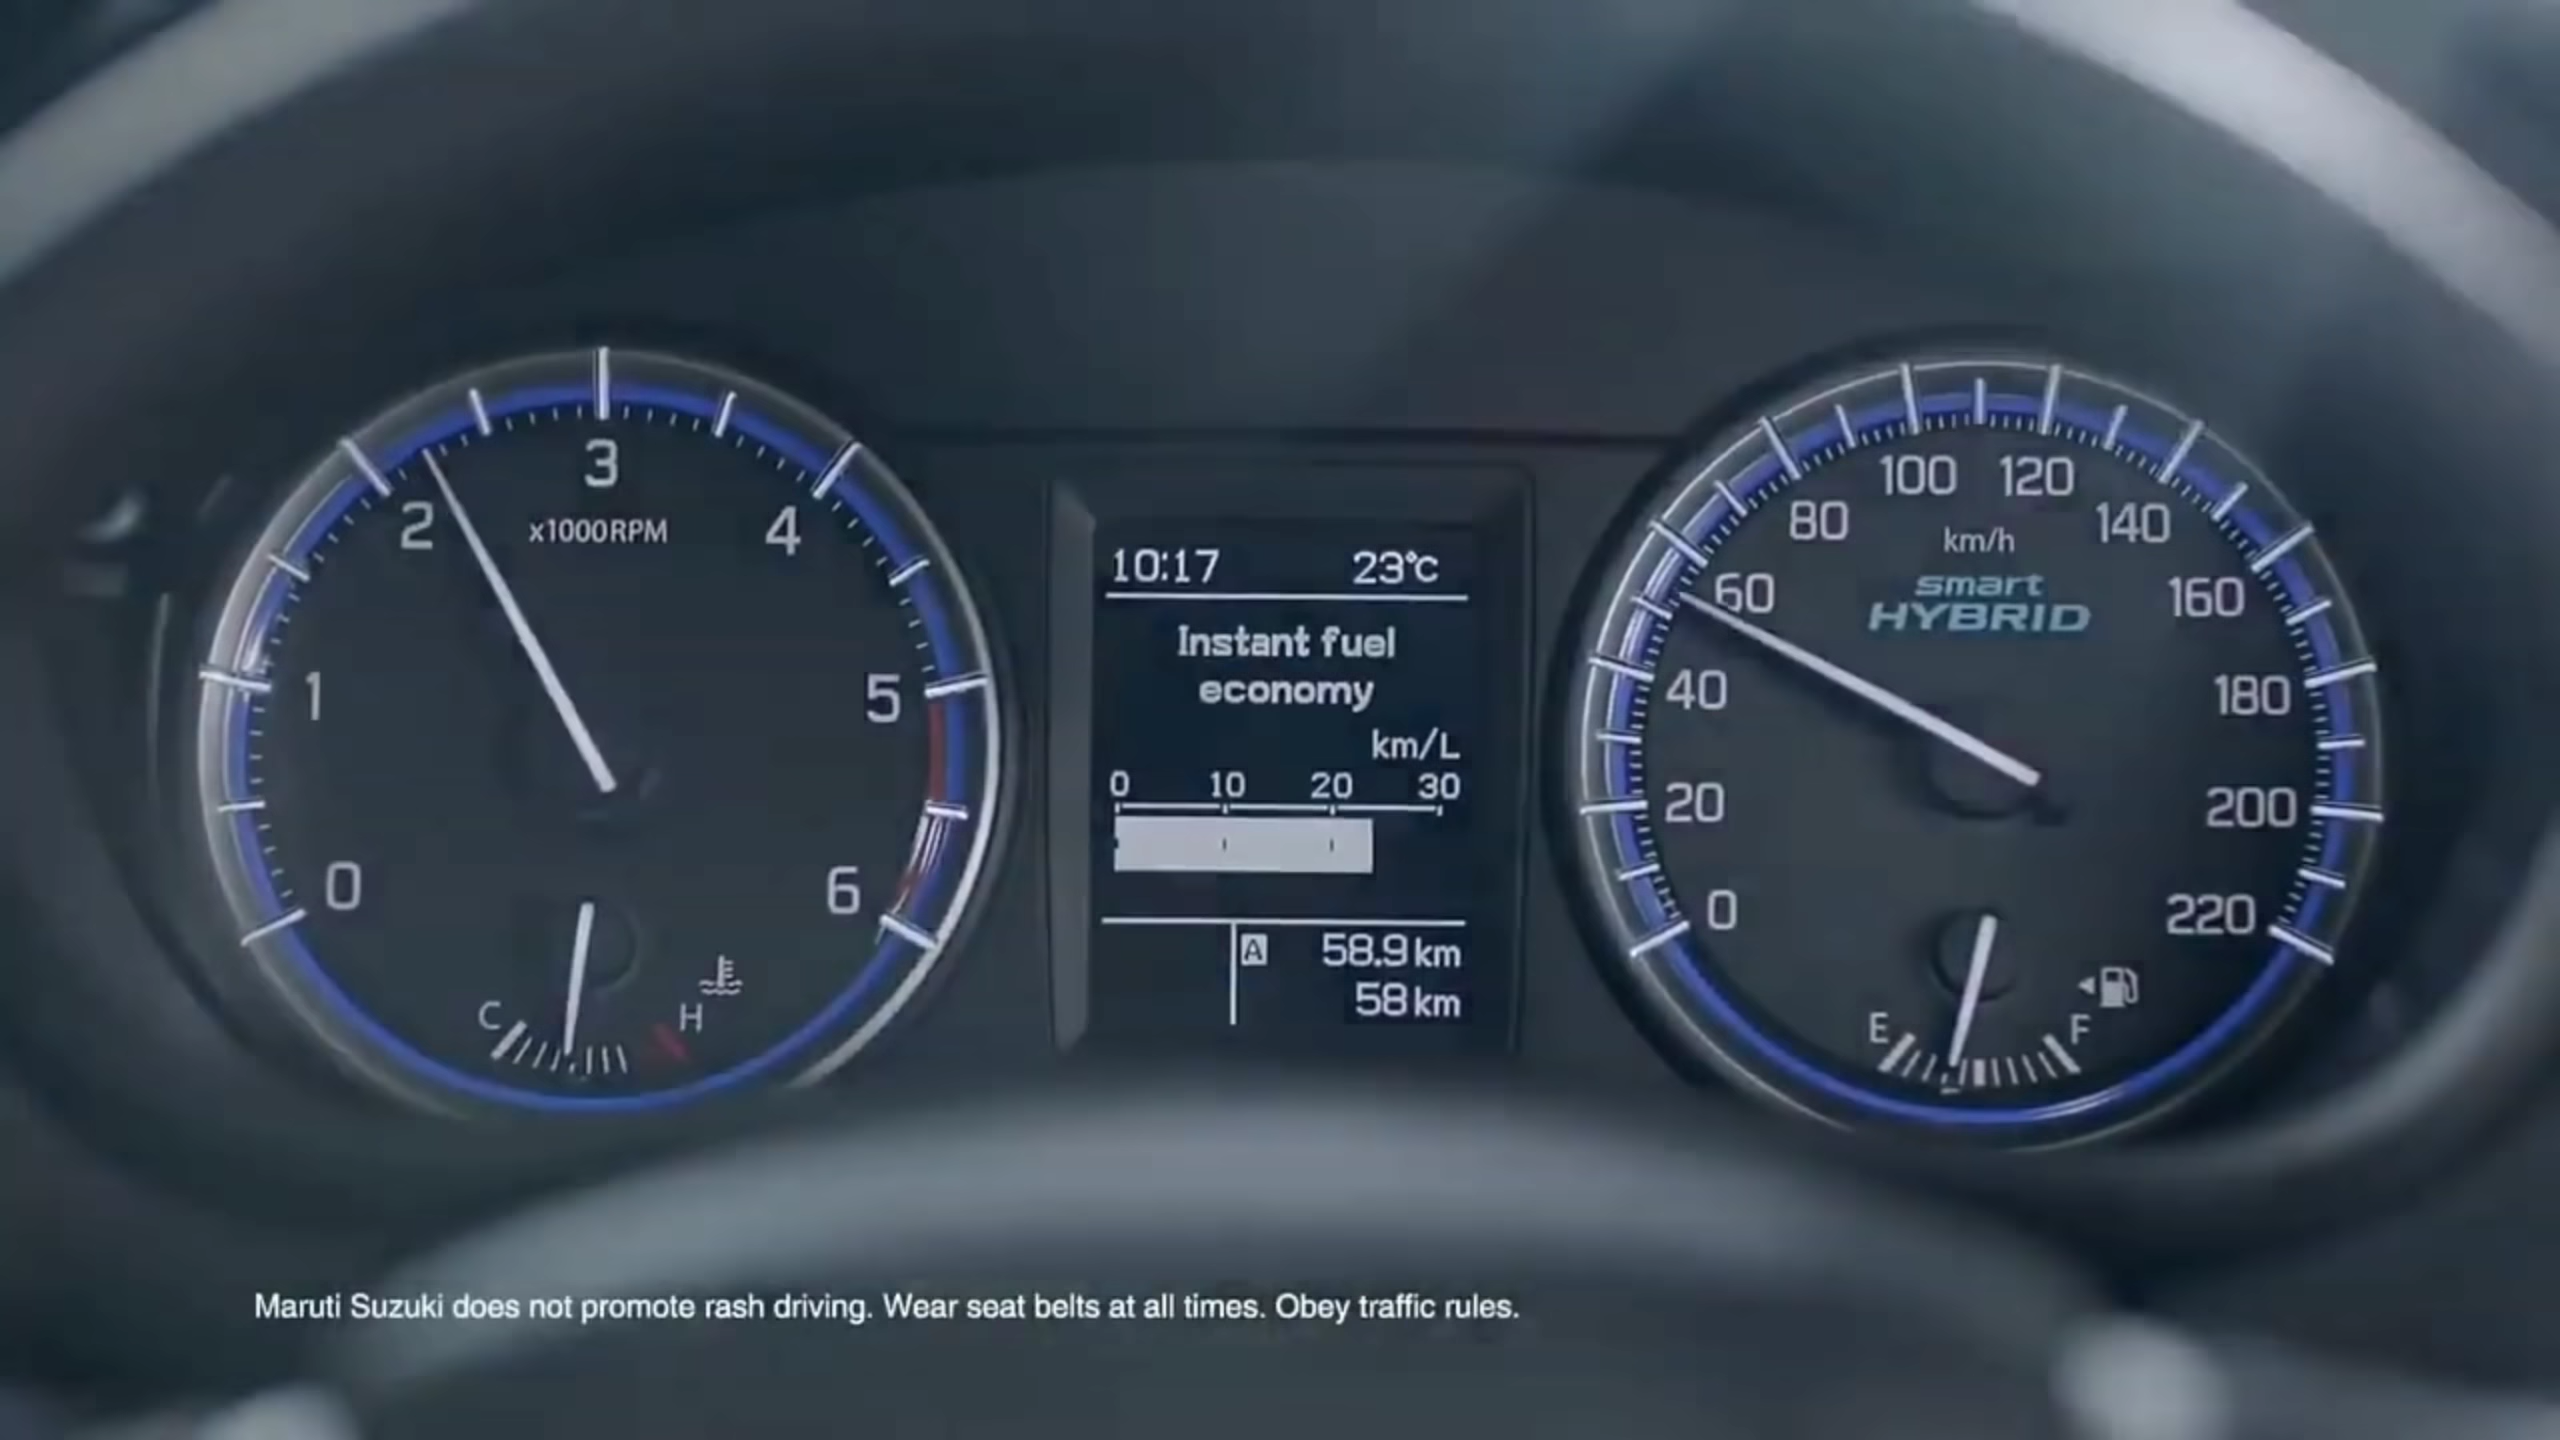 0
1
2
3
4
5
6
x1000RPM
C
H
10:17 23°C
Instant fuel
economy
km/L
0 10 20 30
A 58.9 km
58 km
0
20
40
60
80
100
120
140
160
180
200
220
km/h
smart
HYBRID
E
F
Maruti Suzuki does not promote rash driving. Wear seat belts at all times. Obey traffic rules.